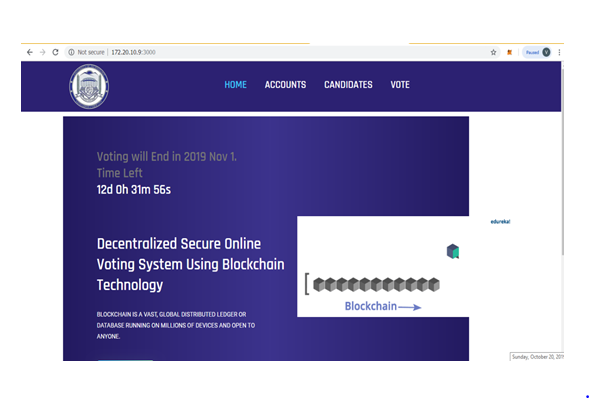 Not secure | 172.20.10.9:3000
Paused V
HOME ACCOUNTS CANDIDATES VOTE
Voting will End in 2019 Nov 1.
Time Left
12d 0h 31m 56s
edureka!
Decentralized Secure Online
Voting System Using Blockchain
Technology
Blockchain
BLOCKCHAIN IS A VAST, GLOBAL DISTRIBUTED LEDGER OR
DATABASE RUNNING ON MILLIONS OF DEVICES AND OPEN TO
ANYONE.
Sunday, October 20, 2019